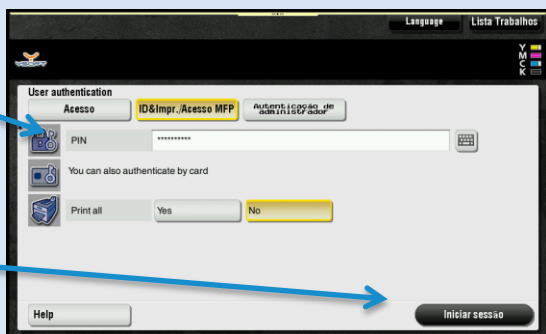 Language Lista Trabalhos
YSOFT
Y
M
C
K
User authentication
Acesso ID&Impr./Acesso MFP Autenticação de administrador
PIN **********
You can also authenticate by card
Print all Yes No
Help Iniciar sessão